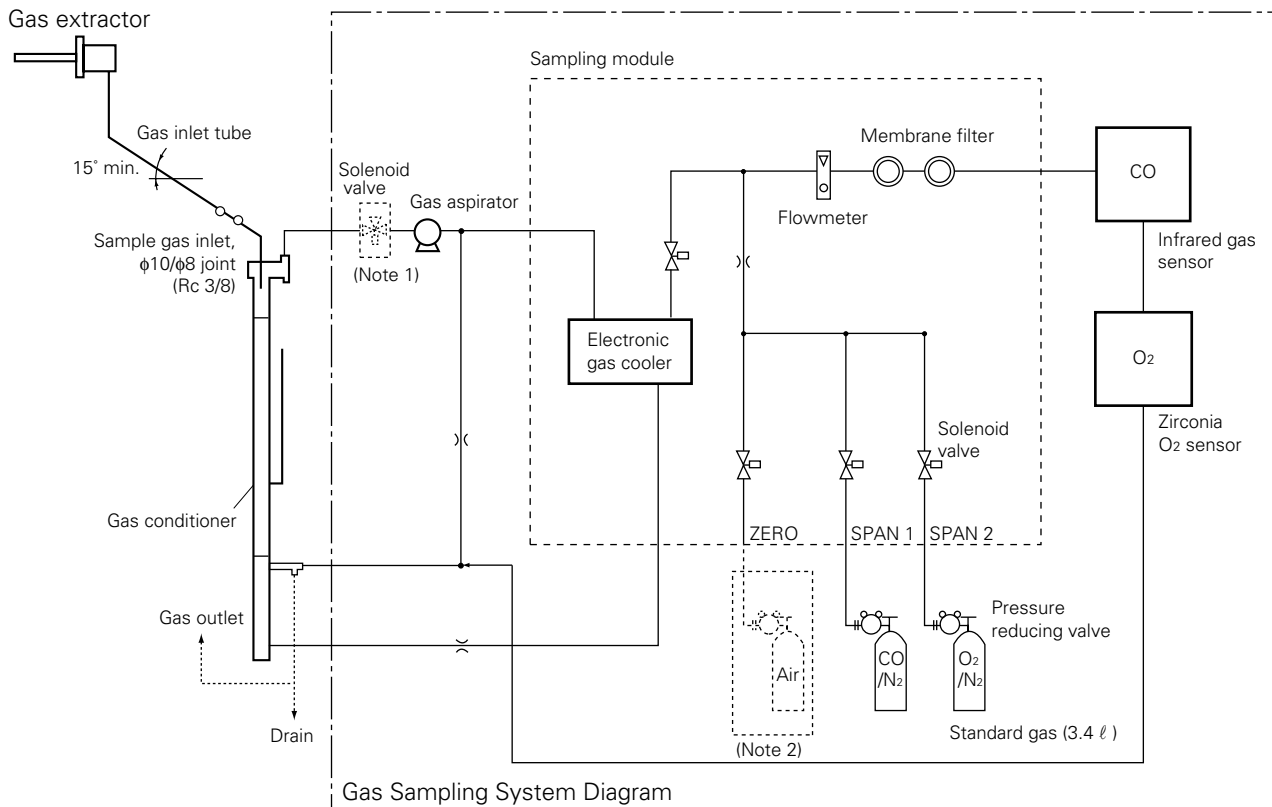 Gas extractor
Sampling module
Gas inlet tube
15° min.
Membrane filter
Solenoid
valve
Gas aspirator
CO
Flowmeter
Sample gas inlet,
ϕ10/ϕ8 joint
(Rc 3/8)
(Note 1)
Infrared gas
sensor
Electronic
gas cooler
O2
Zirconia
O2 sensor
Solenoid
valve
Gas conditioner
ZERO
SPAN 1
SPAN 2
Gas outlet
Pressure
reducing valve
Air
CO
/N2
O2
/N2
Drain
(Note 2)
Standard gas (3.4 ℓ )
Gas Sampling System Diagram